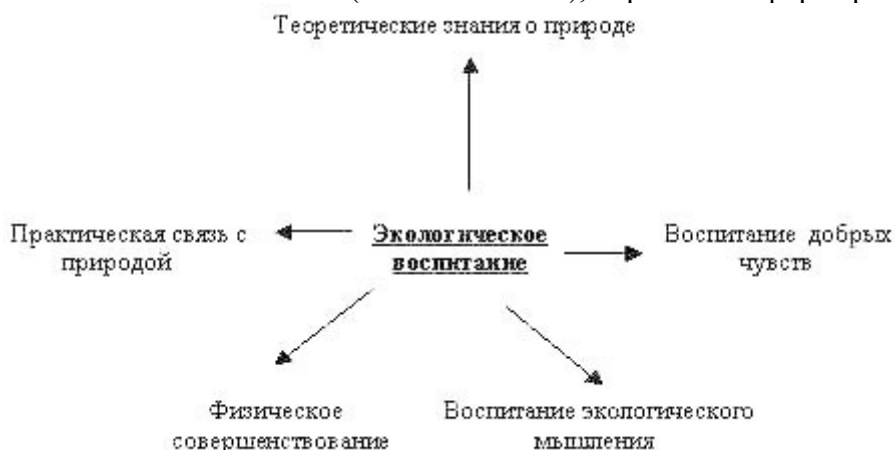 Теоретические знания о природе
Практическая связь с
природой
Экологическое
воспитание
Воспитание добрых
чувств
Физическое
совершенствование
Воспитание экологического
мышления